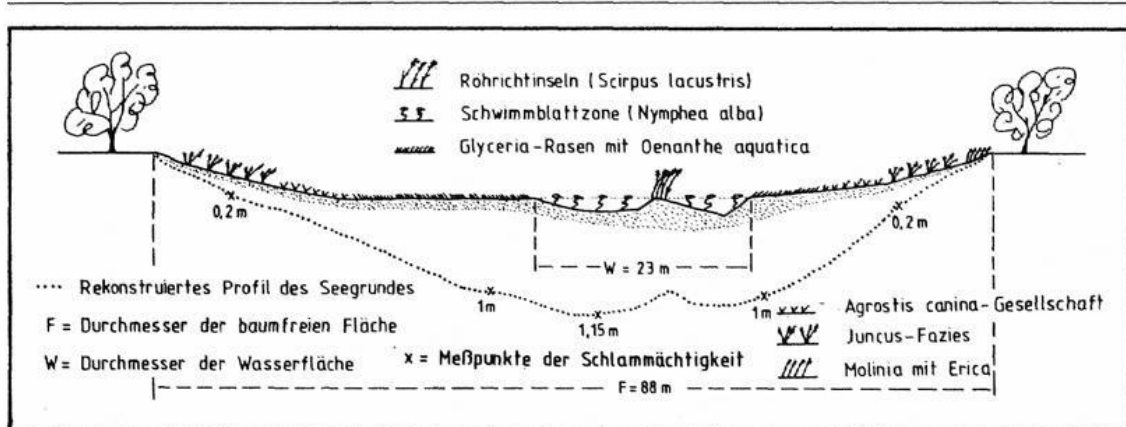 Röhrichtinseln (Scirpus lacustris)
Schwimmblattzone (Nymphea alba)
Glyceria-Rasen mit Oenanthe aquatica
0,2 m
0,2 m
W = 23 m
1m
1,15m
1m
Rekonstruiertes Profil des Seegrundes
F = Durchmesser der baumfreien Fläche
W = Durchmesser der Wasserfläche
x = Meßpunkte der Schlammächtigkeit
Agrostis canina-Gesellschaft
Juncus-Fazies
Molinia mit Erica
F = 88 m